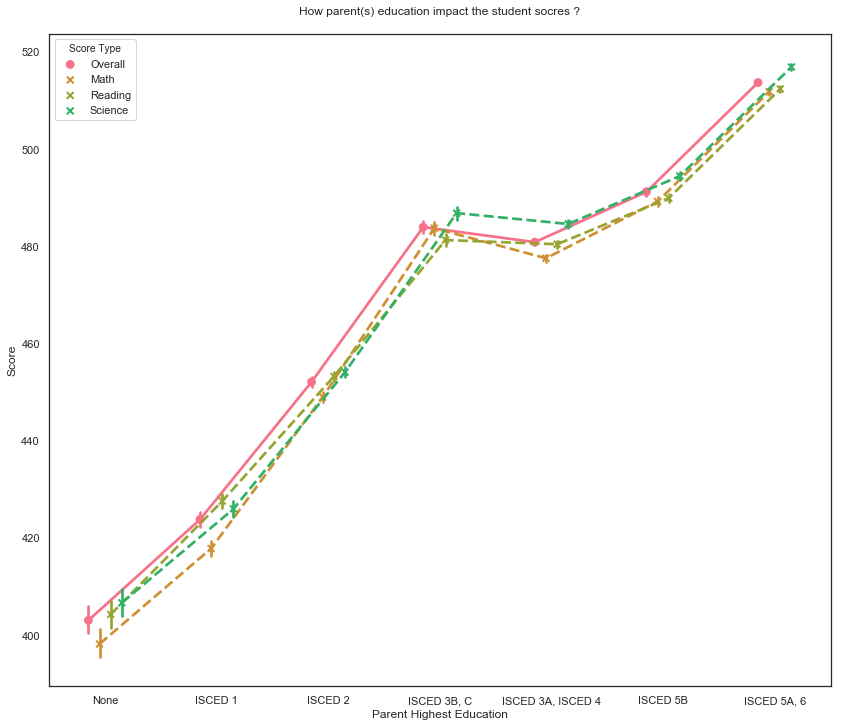 How parent(s) education impact the student socres ?
Score Type
Overall
Math
Reading
Science
520
500
480
460
440
420
400
Score
None ISCED 1 ISCED 2 ISCED 3B, C ISCED 3A, ISCED 4 ISCED 5B ISCED 5A, 6
Parent Highest Education